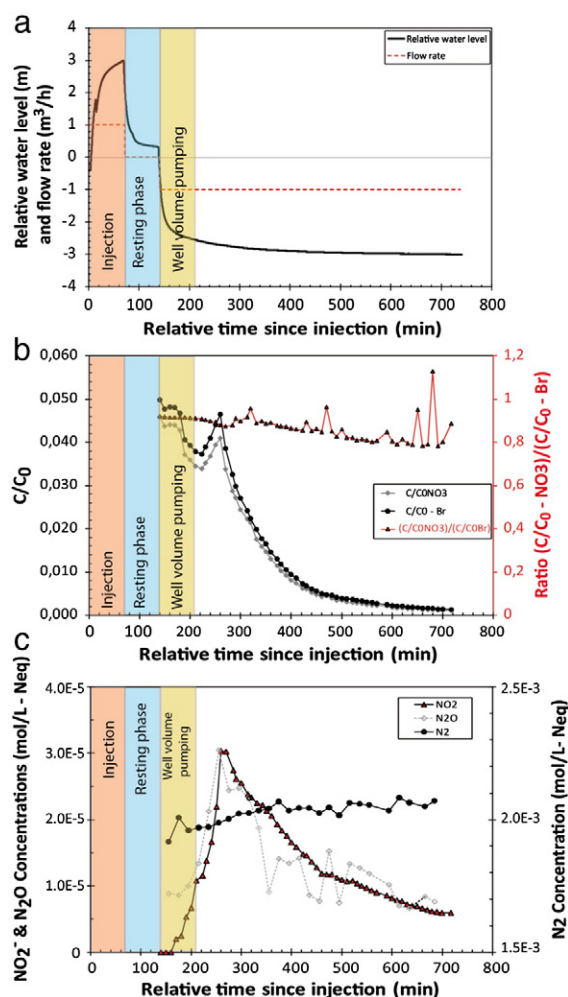 a
Relative water level (m)
and flow rate (m³/h)
4
3
2
1
0
-1
-2
-3
-4
Injection
Resting phase
Well volume pumping
Relative water level
Flow rate
0 100 200 300 400 500 600 700 800
Relative time since injection (min)
b
C/C₀
0,060
0,050
0,040
0,030
0,020
0,010
0,000
Injection
Resting phase
Well volume pumping
C/C0NO3
C/C0 - Br
(C/C0NO3)/(C/C0Br)
1,2
1
0,8
0,6
0,4
0,2
0
Ratio (C/C₀ - NO3)/(C/C₀ - Br)
0 100 200 300 400 500 600 700 800
Relative time since injection (min)
c
NO₂⁻ & N₂O Concentrations (mol/L - Neq)
4.0E-5
3.0E-5
2.0E-5
1.0E-5
0.0
Injection
Resting phase
Well volume
pumping
NO2
N2O
N2
2.5E-3
2.0E-3
1.5E-3
N2 Concentration (mol/L- Neq)
0 100 200 300 400 500 600 700 800
Relative time since injection (min)